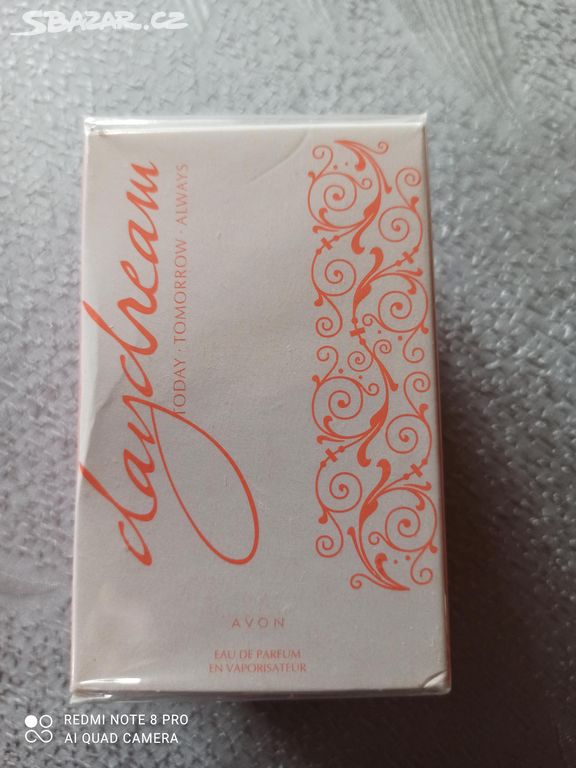 SBAZAR.CZ
daydream
TODAY · TOMORROW · ALWAYS
AVON
EAU DE PARFUM
EN VAPORISATEUR
REDMI NOTE 8 PRO
AI QUAD CAMERA